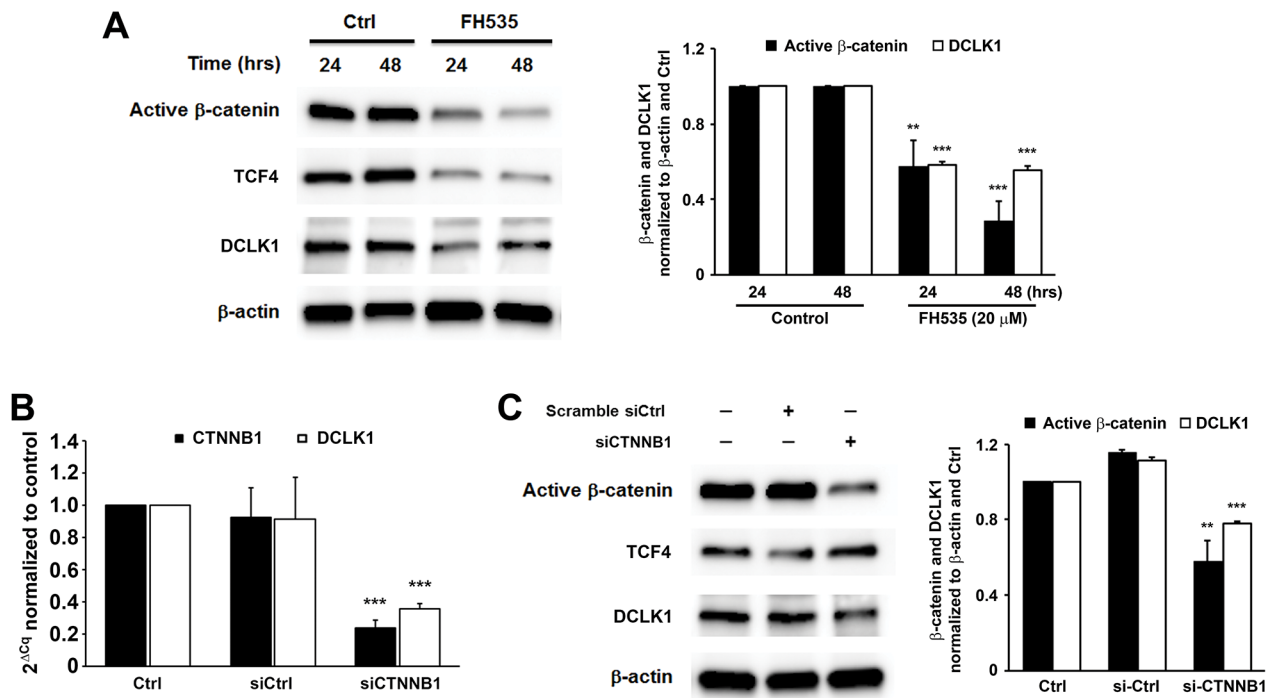 A
Ctrl FH535
Time (hrs) 24 48 24 48
Active β-catenin
TCF4
DCLK1
β-actin
Active β-catenin DCLK1
β-catenin and DCLK1
normalized to β-actin and Ctrl
1.2
0.8
0.4
0
** *** *** ***
24 48 24 48 (hrs)
Control FH535 (20 μM)
B
CTNNB1 DCLK1
2^ΔCq normalized to control
1.4
1.2
1.0
0.8
0.6
0.4
0.2
0
*** ***
Ctrl siCtrl siCTNNB1
C
Scramble siCtrl – + –
siCTNNB1 – – +
Active β-catenin
TCF4
DCLK1
β-actin
Active β-catenin DCLK1
β-catenin and DCLK1
normalized to β-actin and Ctrl
1.2
0.8
0.4
0
** ***
Ctrl si-Ctrl si-CTNNB1